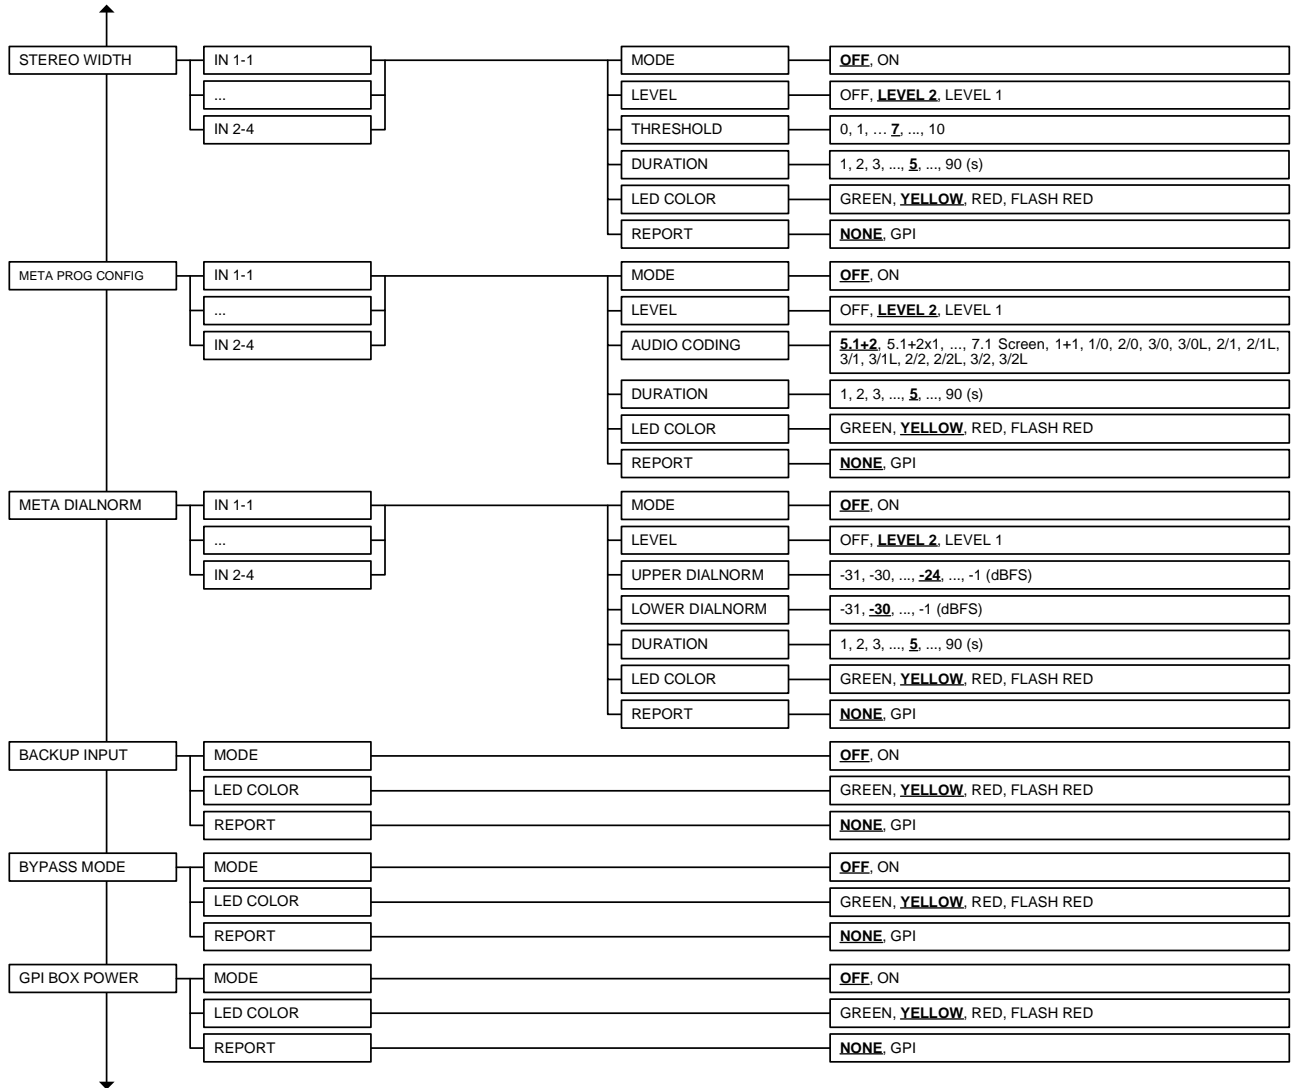 STEREO WIDTH IN 1-1 MODE OFF, ON
... LEVEL OFF, LEVEL 2, LEVEL 1
IN 2-4 THRESHOLD 0, 1, ... 7, ..., 10
DURATION 1, 2, 3, ..., 5, ..., 90 (s)
LED COLOR GREEN, YELLOW, RED, FLASH RED
REPORT NONE, GPI
META PROG CONFIG IN 1-1 MODE OFF, ON
... LEVEL OFF, LEVEL 2, LEVEL 1
IN 2-4 AUDIO CODING 5.1+2, 5.1+2x1, ..., 7.1 Screen, 1+1, 1/0, 2/0, 3/0, 3/0L, 2/1, 2/1L,
3/1, 3/1L, 2/2, 2/2L, 3/2, 3/2L
DURATION 1, 2, 3, ..., 5, ..., 90 (s)
LED COLOR GREEN, YELLOW, RED, FLASH RED
REPORT NONE, GPI
META DIALNORM IN 1-1 MODE OFF, ON
... LEVEL OFF, LEVEL 2, LEVEL 1
IN 2-4 UPPER DIALNORM -31, -30, ..., -24, ..., -1 (dBFS)
LOWER DIALNORM -31, -30, ..., -1 (dBFS)
DURATION 1, 2, 3, ..., 5, ..., 90 (s)
LED COLOR GREEN, YELLOW, RED, FLASH RED
REPORT NONE, GPI
BACKUP INPUT MODE OFF, ON
LED COLOR GREEN, YELLOW, RED, FLASH RED
REPORT NONE, GPI
BYPASS MODE MODE OFF, ON
LED COLOR GREEN, YELLOW, RED, FLASH RED
REPORT NONE, GPI
GPI BOX POWER MODE OFF, ON
LED COLOR GREEN, YELLOW, RED, FLASH RED
REPORT NONE, GPI